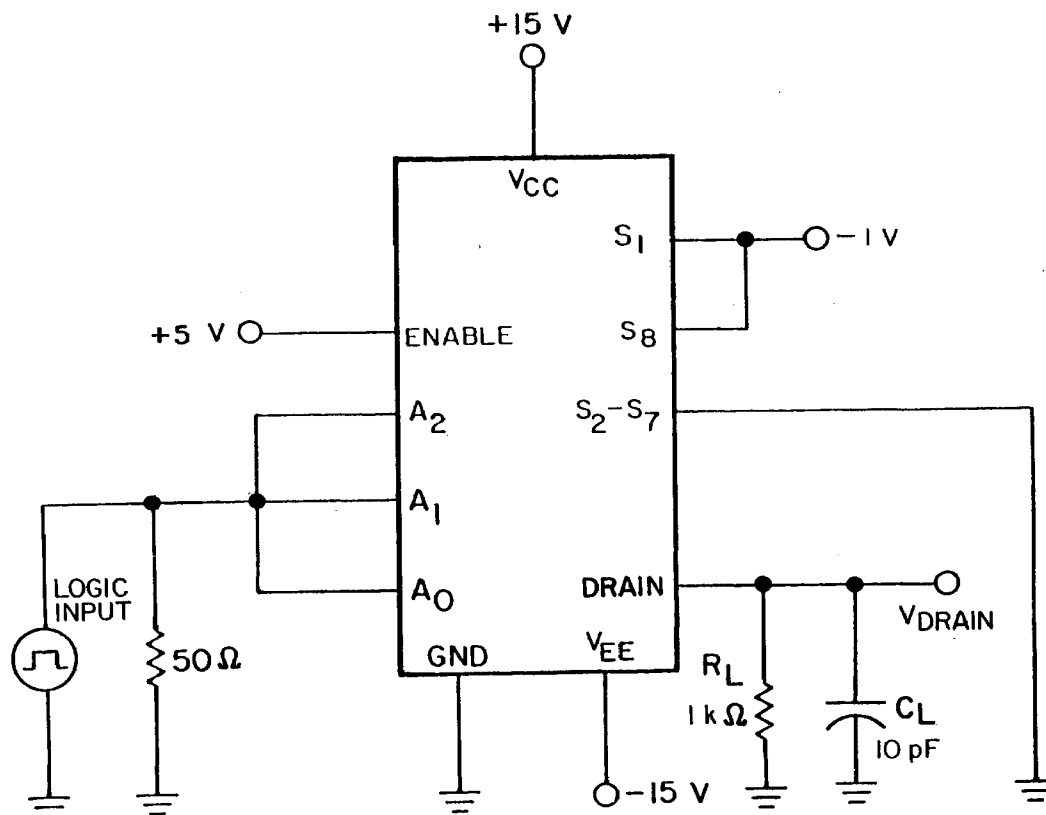 +15 V
VCC
S1
-1 V
+5 V
ENABLE
S8
A2
S2-S7
A1
LOGIC
INPUT
A0
DRAIN
VDRAIN
50Ω
GND
VEE
RL
1 kΩ
CL
10 pF
-15 V